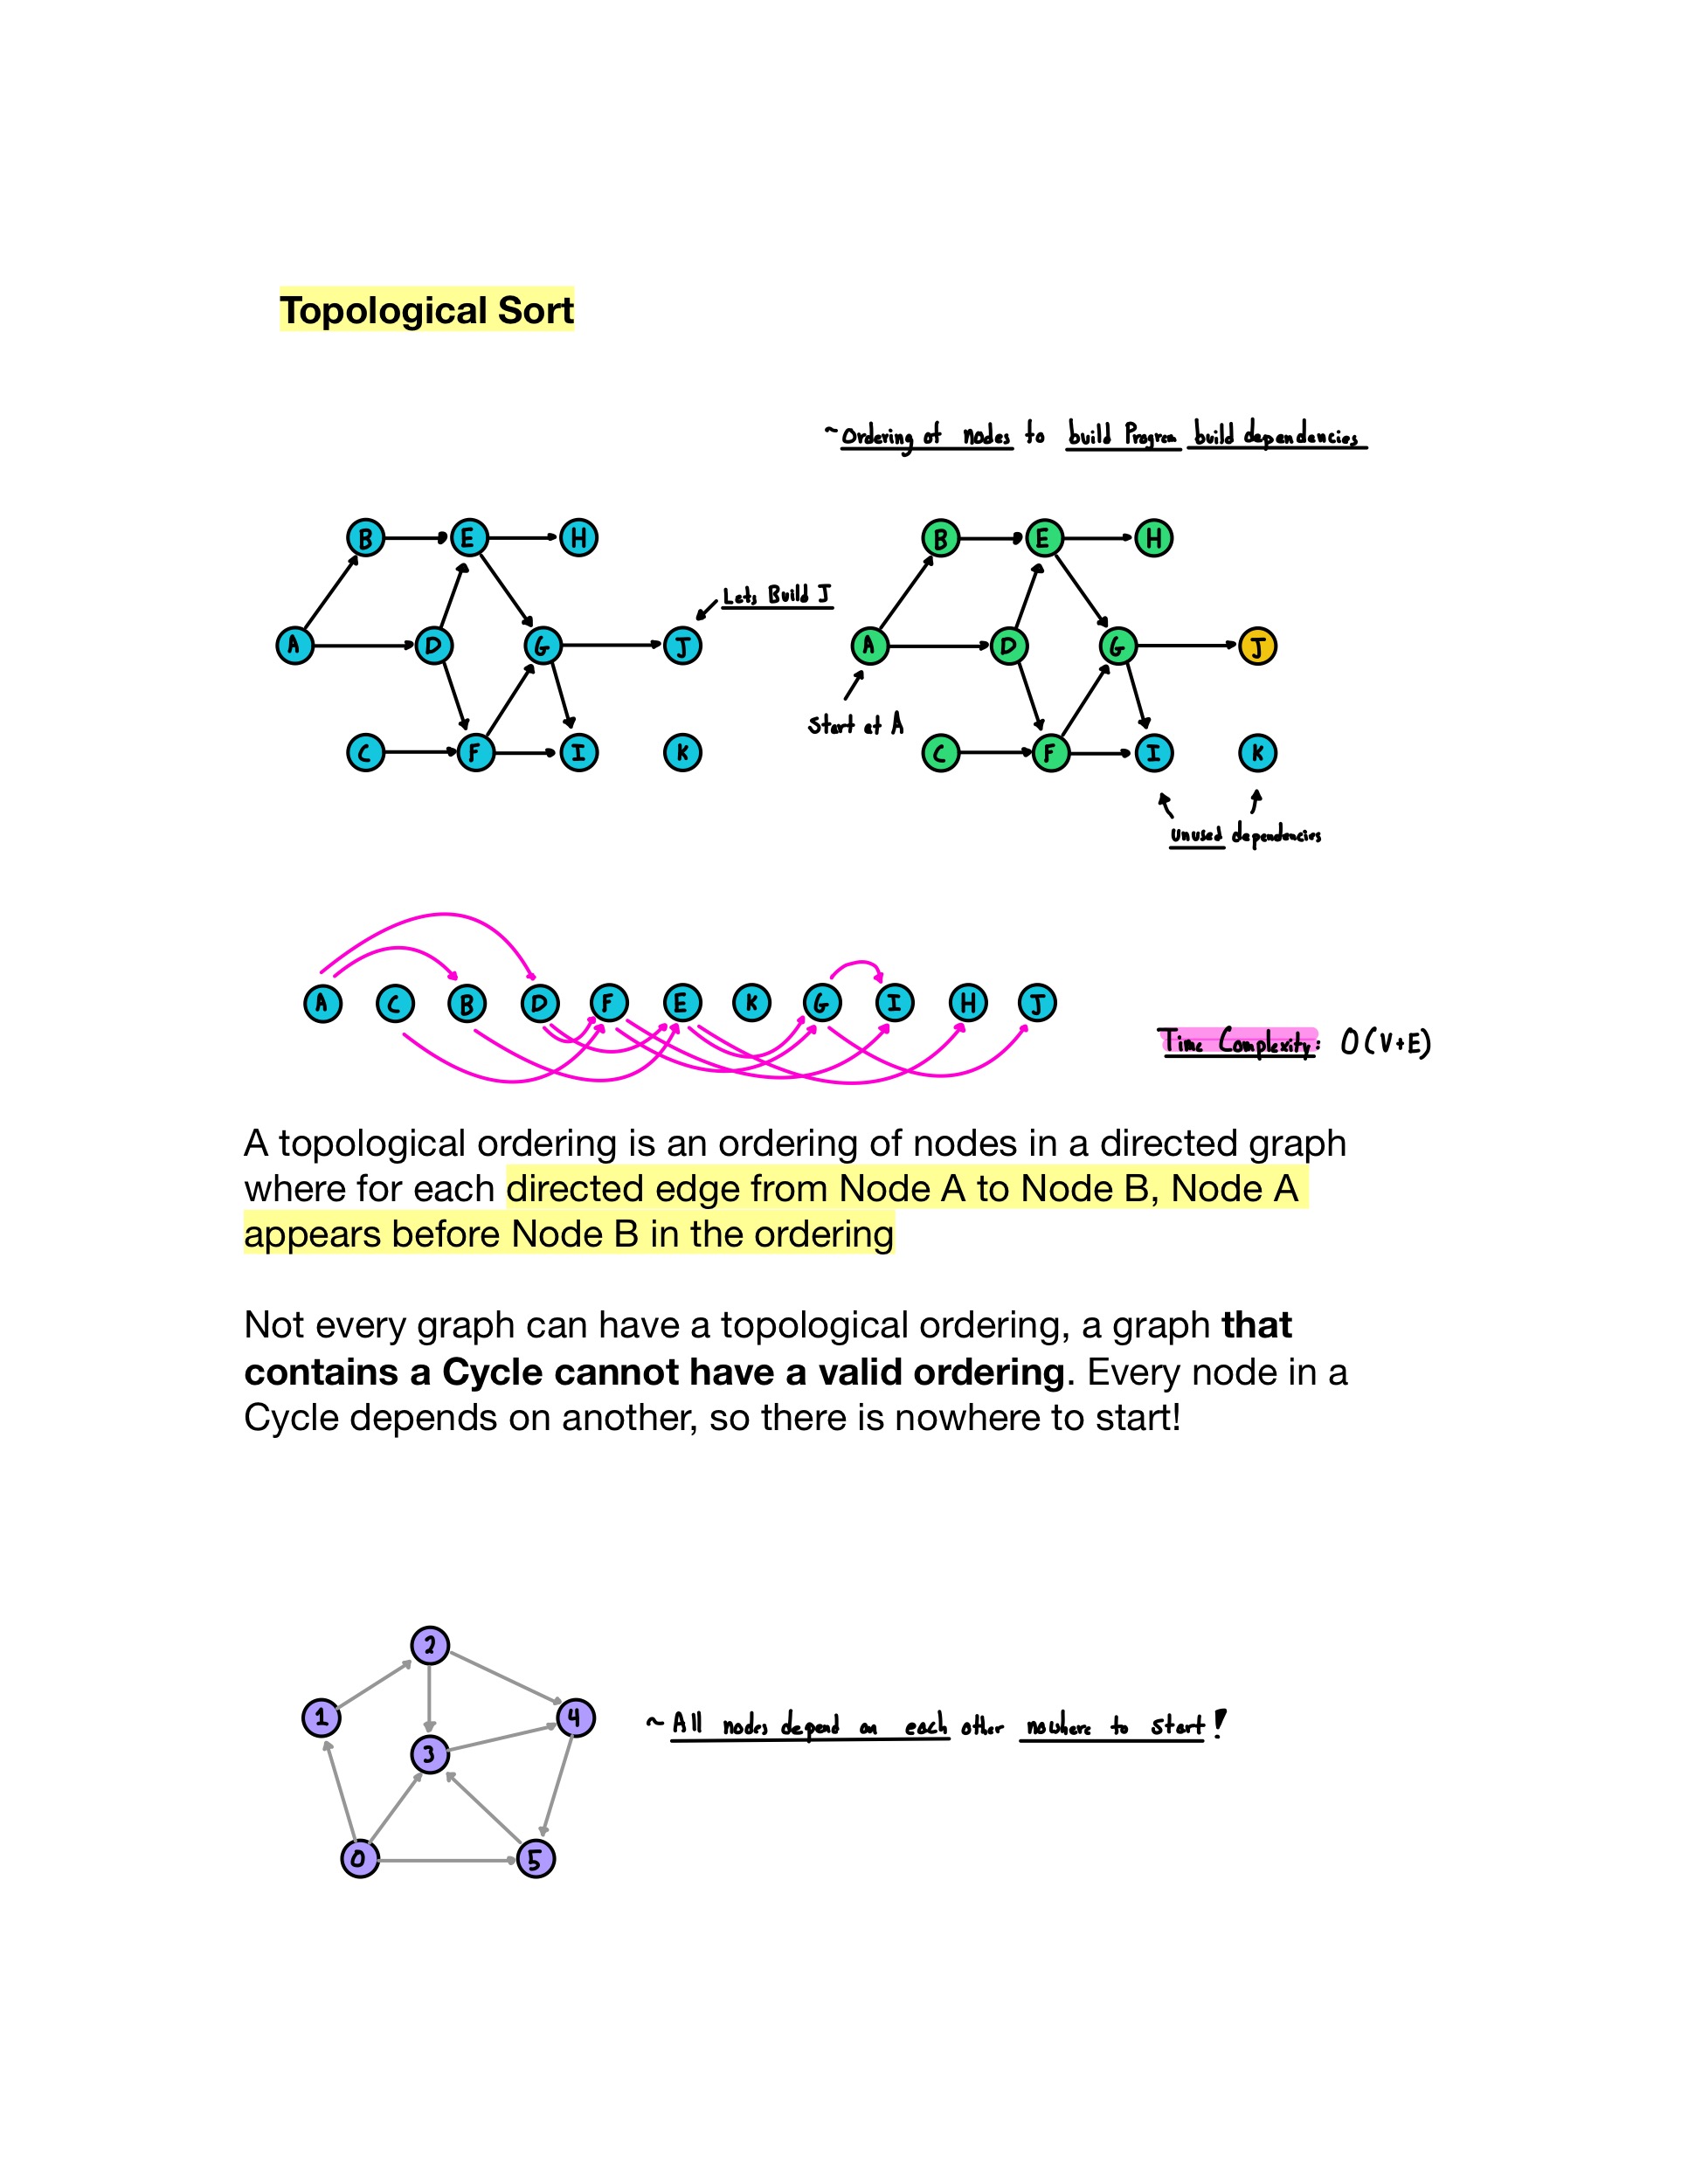 Topological Sort
~ Ordering of nodes to build Program build dependencies
B E H
B E H
Lets Build J
A D G J
A D G J
Start at A
C F I K
C F I K
Unused dependencies
A C B D F E K G I H J
Time Complexity: O(V+E)
A topological ordering is an ordering of nodes in a directed graph
where for each directed edge from Node A to Node B, Node A
appears before Node B in the ordering
Not every graph can have a topological ordering, a graph that
contains a Cycle cannot have a valid ordering. Every node in a
Cycle depends on another, so there is nowhere to start!
2
1 4
~ All nodes depend on each other nowhere to start!
3
0 5